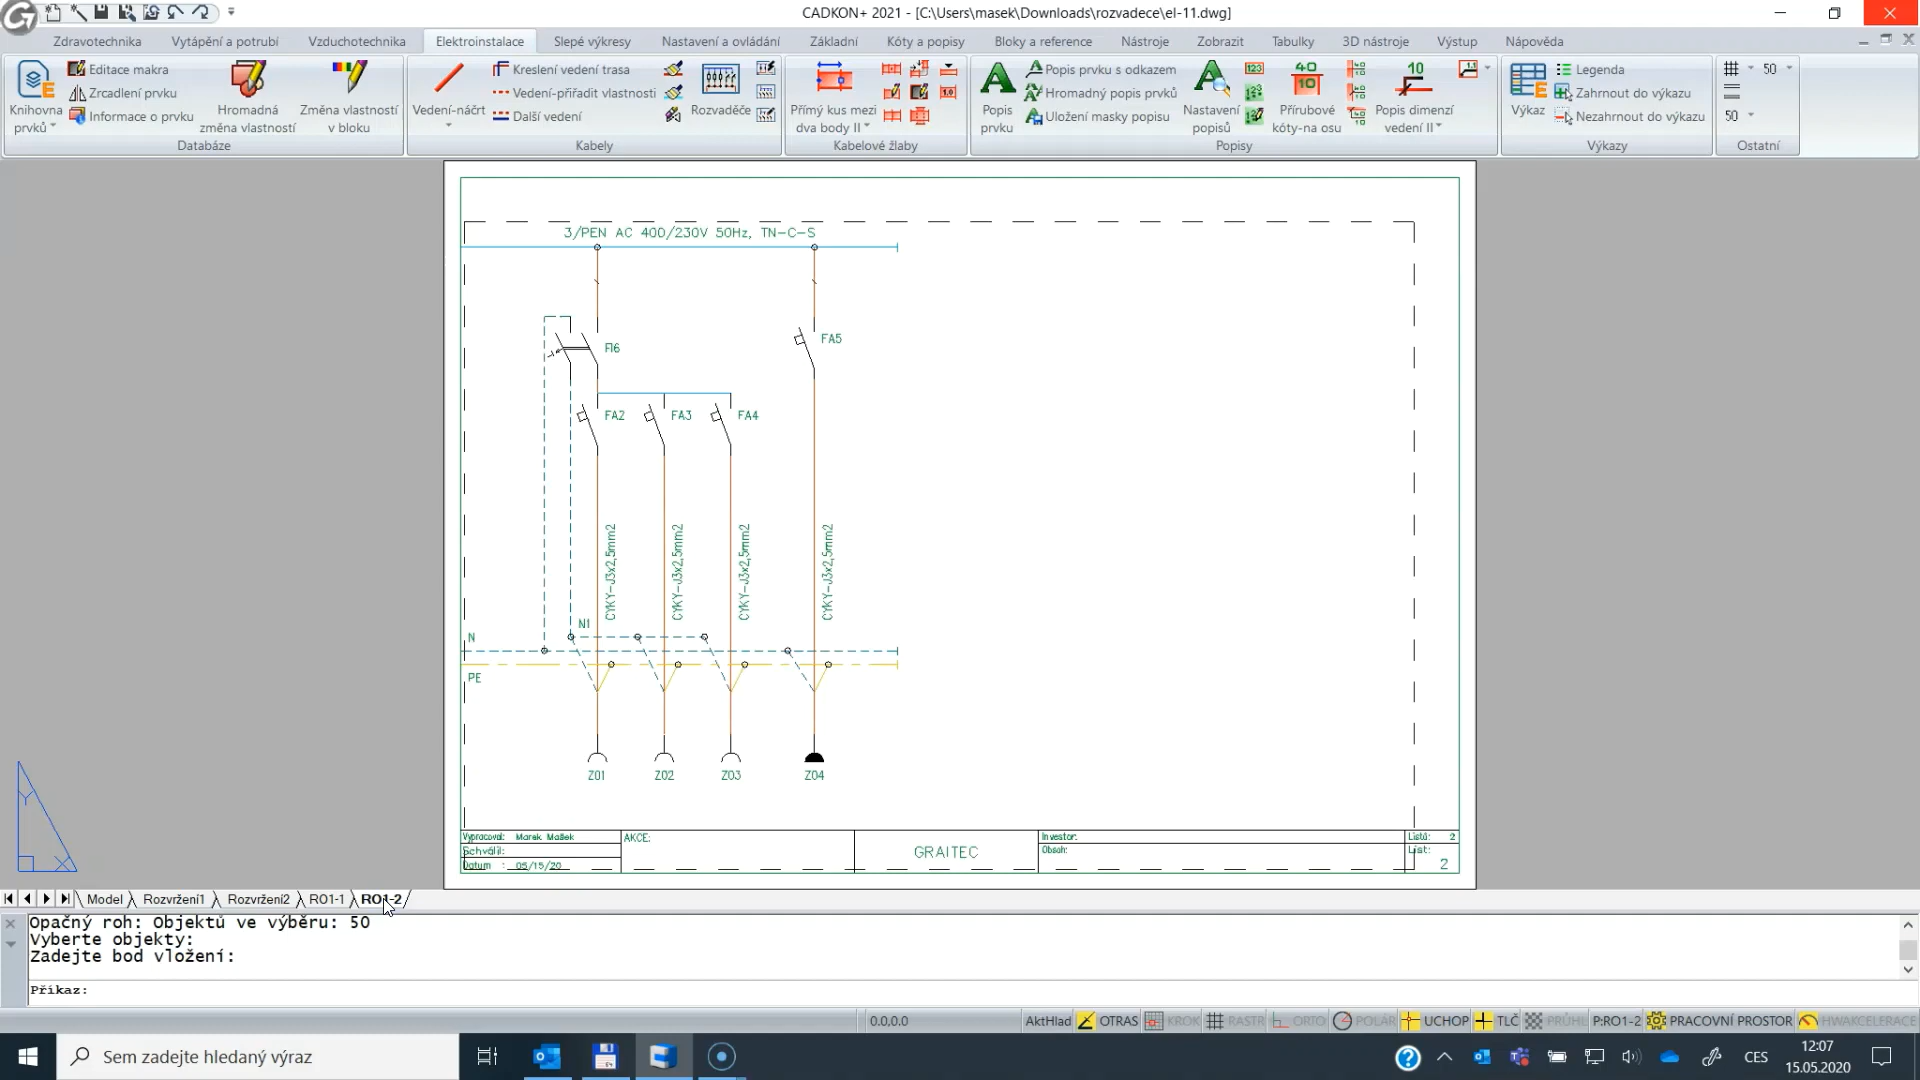 CADKON+ 2021 - [C:\Users\masek\Downloads\rozvadece\el-11.dwg]
Zdravotechnika
Vytápění a potrubí
Vzduchotechnika
Elektroinstalace
Slepé výkresy
Nastavení a ovládání
Základní
Kóty a popisy
Bloky a reference
Nástroje
Zobrazit
Tabulky
3D nástroje
Výstup
Nápověda
Knihovna prvků
Editace makra
Zrcadlení prvku
Informace o prvku
Hromadná změna vlastností
Změna vlastností v bloku
Databáze
Vedení-náčrt
Kreslení vedení trasa
Vedení-přiřadit vlastnosti
Další vedení
Rozvaděče
Kabely
Přímý kus mezi dva body II
Kabelové žlaby
Popis prvku
Popis prvku s odkazem
Hromadný popis prvků
Uložení masky popisu
Nastavení popisů
Přírubové kóty-na osu
Popis dimenzí vedení II
Popisy
Výkaz
Legenda
Zahrnout do výkazu
Nezahrnout do výkazu
Výkazy
50
50
Ostatní
3/PEN AC 400/230V 50Hz, TN-C-S
FI6
FA5
FA2
FA3
FA4
CYKY-J3x2,5mm2
CYKY-J3x2,5mm2
CYKY-J3x2,5mm2
CYKY-J3x2,5mm2
N1
N
PE
Z01
Z02
Z03
Z04
Vypracoval: Marek Mašek
Schválil:
Datum : 05/15/20
AKCE:
GRAITEC
Investor:
Obsah:
Listů: 2
List: 2
Model
Rozvržení1
Rozvržení2
RO1-1
RO1-2
Opačný roh: Objektů ve výběru: 50
Vyberte objekty:
Zadejte bod vložení:
Příkaz:
0.0,0.0
AktHlad
OTRAS
KROK
RASTR
ORTO
POLÁR
UCHOP
TLČ
PRŮHL
P:RO1-2
PRACOVNÍ PROSTOR
HWAKCELERACE
Sem zadejte hledaný výraz
CES
12:07
15.05.2020